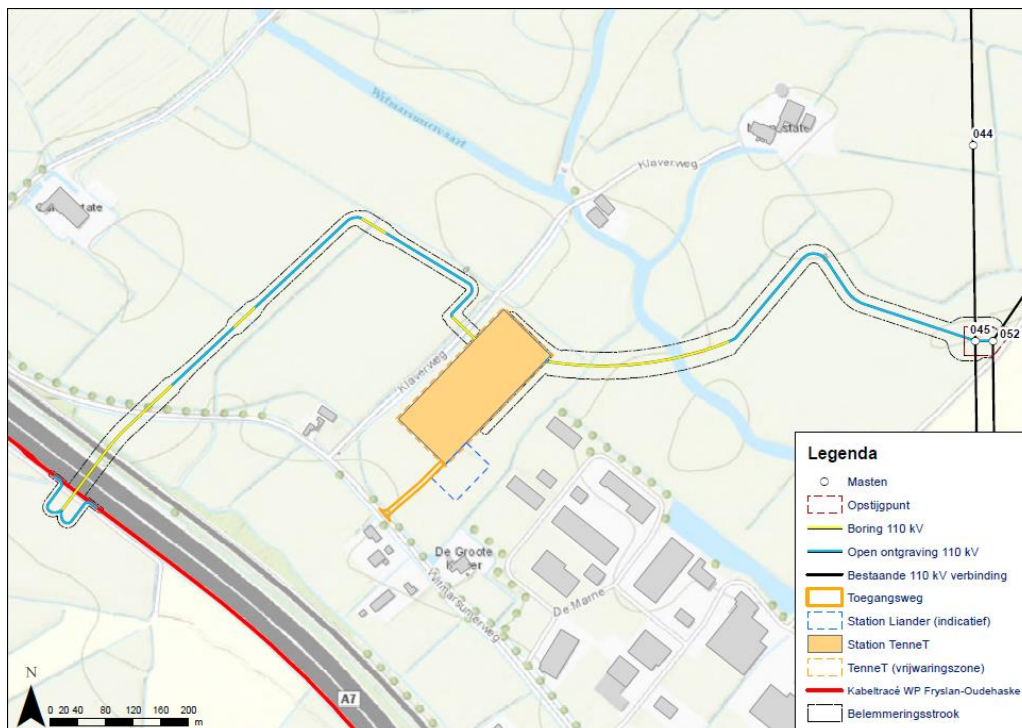 Witmarsumervaart
044
Klaverweg
Klaverweg
045
052
De Groote
Witmarsumerweg
De Marne
A7
N
0 20 40 80 120 160 200
m
Legenda
Masten
Opstijgpunt
Boring 110 kV
Open ontgraving 110 kV
Bestaande 110 kV verbinding
Toegangsweg
Station Liander (indicatief)
Station TenneT
TenneT (vrijwaringszone)
Kabeltracé WP Fryslan-Oudehaske
Belemmeringsstrook